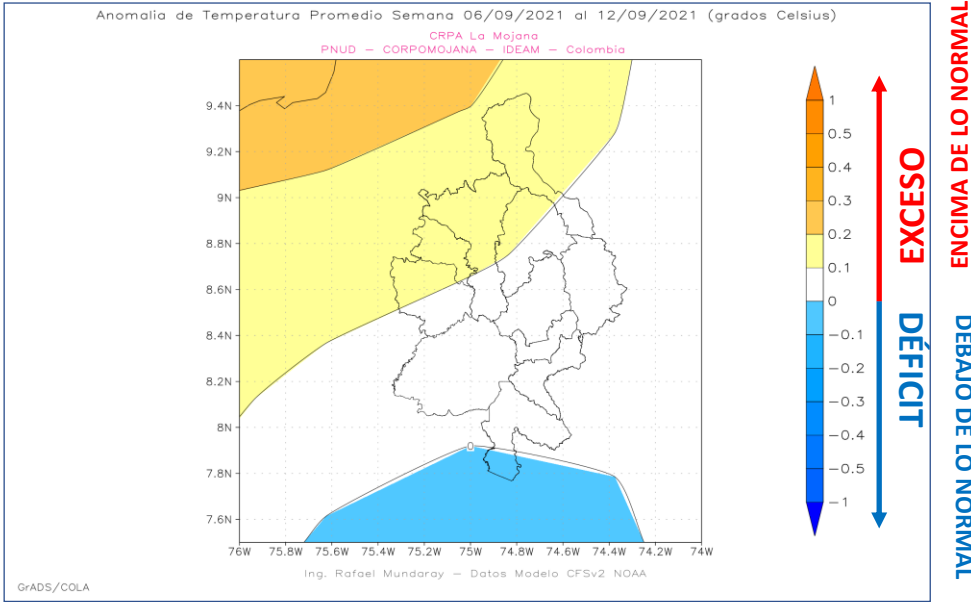 Anomalia de Temperatura Promedio Semana 06/09/2021 al 12/09/2021 (grados Celsius)
CRPA La Mojana
PNUD — CORPOMOJANA — IDEAM — Colombia
9.4N
9.2N
9N
8.8N
8.6N
8.4N
8.2N
8N
7.8N
7.6N
0
76W 75.8W 75.6W 75.4W 75.2W 75W 74.8W 74.6W 74.4W 74.2W 74W
1
0.5
0.4
0.3
0.2
0.1
0
−0.1
−0.2
−0.3
−0.4
−0.5
−1
EXCESO
DÉFICIT
ENCIMA DE LO NORMAL
DEBAJO DE LO NORMAL
Ing. Rafael Mundaray — Datos Modelo CFSv2 NOAA
GrADS/COLA